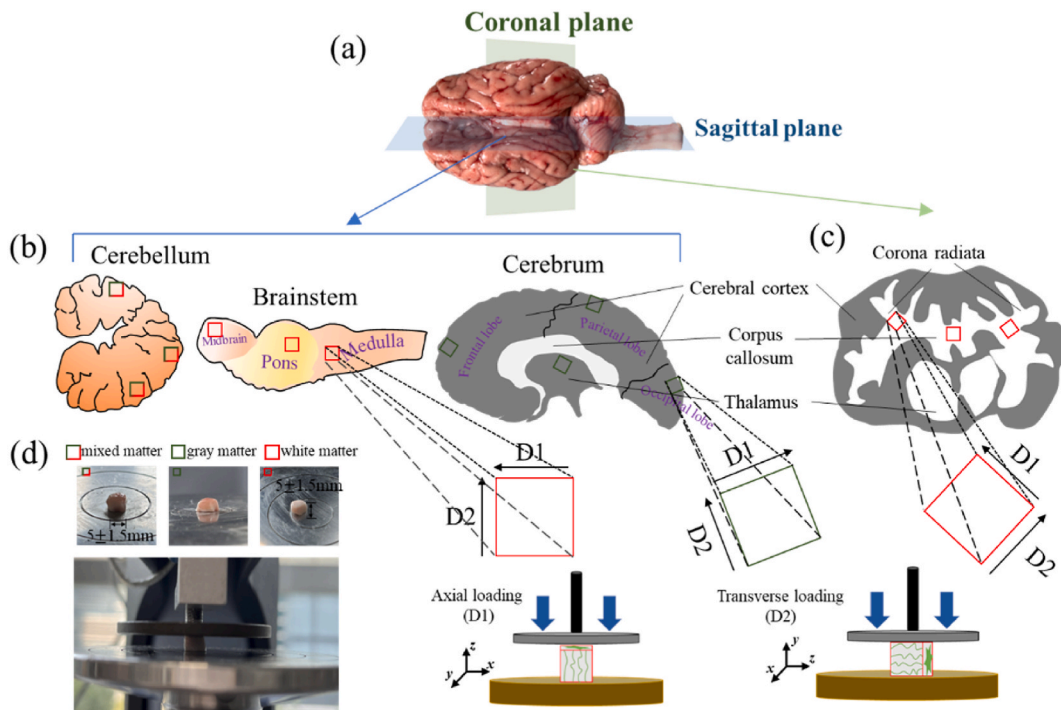 Coronal plane
(a)
Sagittal plane
(b)
Cerebellum
Brainstem
Midbrain
Pons
Medulla
Cerebrum
Frontal lobe
Parietal lobe
Occipital lobe
Cerebral cortex
Corpus
callosum
Thalamus
(c)
Corona radiata
(d)
mixed matter
gray matter
white matter
5±1.5mm
5±1.5mm
D1
D2
D1
D2
D1
D2
Axial loading
(D1)
z
x
y
Transverse loading
(D2)
y
z
x